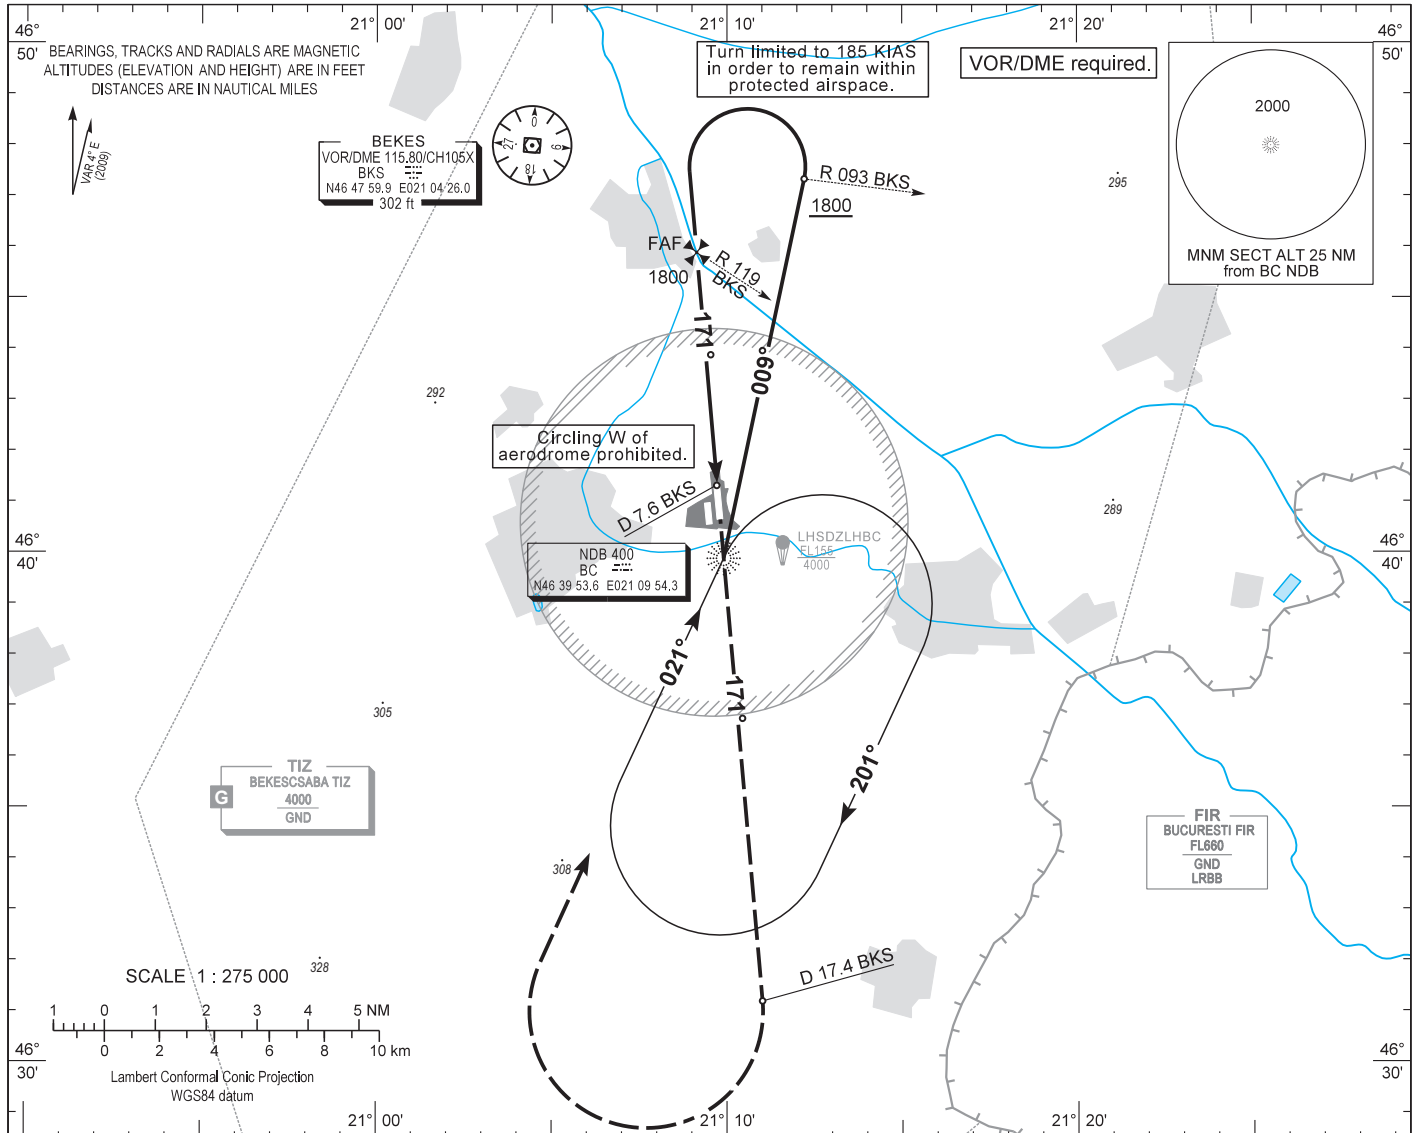 46° 50'
21° 00'
21° 10'
21° 20'
46° 50'
BEARINGS, TRACKS AND RADIALS ARE MAGNETIC
ALTITUDES (ELEVATION AND HEIGHT) ARE IN FEET
DISTANCES ARE IN NAUTICAL MILES
VAR 4° E
(2009)
Turn limited to 185 KIAS
in order to remain within
protected airspace.
VOR/DME required.
2000
MNM SECT ALT 25 NM
from BC NDB
BEKES
VOR/DME 115.80/CH105X
BKS
N46 47 59.9 E021 04 26.0
302 ft
0
9
18
27
R 093 BKS
1800
295
FAF
1800
R 119
BKS
171°
009°
292
Circling W of
aerodrome prohibited.
D 7.6 BKS
289
46° 40'
NDB 400
BC
N46 39 53.6 E021 09 54.3
LHSDZLHBC
FL155
4000
46° 40'
021°
171°
201°
305
TIZ
BEKESCSABA TIZ
4000
GND
G
FIR
BUCURESTI FIR
FL660
GND
LRBB
308
328
D 17.4 BKS
SCALE 1 : 275 000
1 0 1 2 3 4 5 NM
0 2 4 6 8 10 km
Lambert Conformal Conic Projection
WGS84 datum
46° 30'
46° 30'
21° 00'
21° 10'
21° 20'